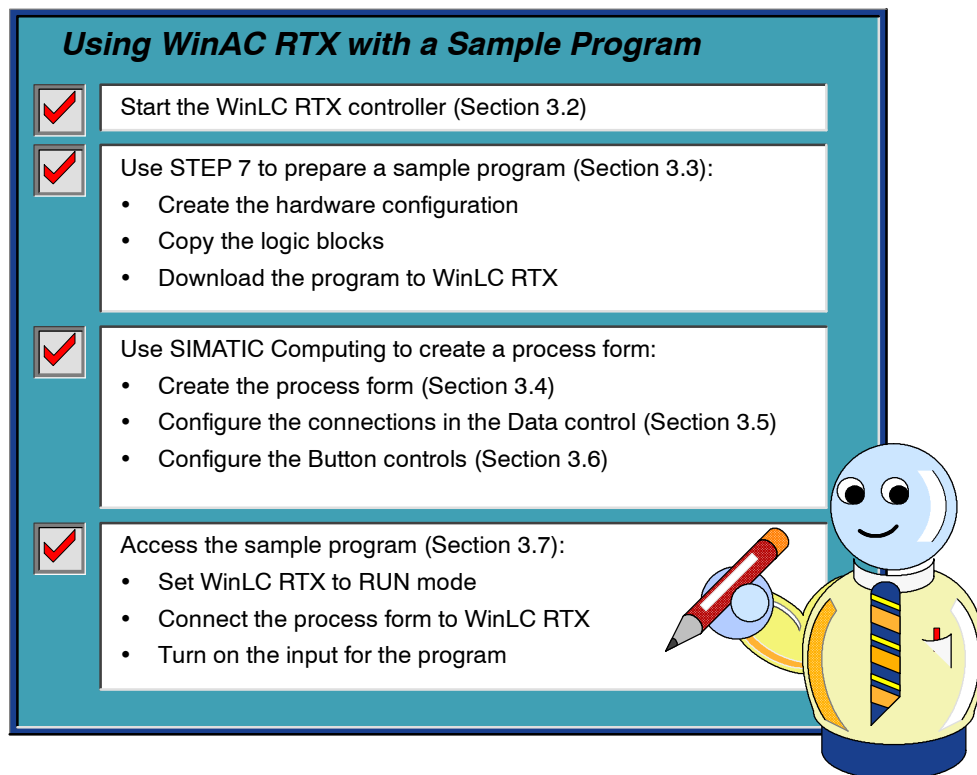 Using WinAC RTX with a Sample Program
Start the WinLC RTX controller (Section 3.2)
Use STEP 7 to prepare a sample program (Section 3.3):
• Create the hardware configuration
• Copy the logic blocks
• Download the program to WinLC RTX
Use SIMATIC Computing to create a process form:
• Create the process form (Section 3.4)
• Configure the connections in the Data control (Section 3.5)
• Configure the Button controls (Section 3.6)
Access the sample program (Section 3.7):
• Set WinLC RTX to RUN mode
• Connect the process form to WinLC RTX
• Turn on the input for the program